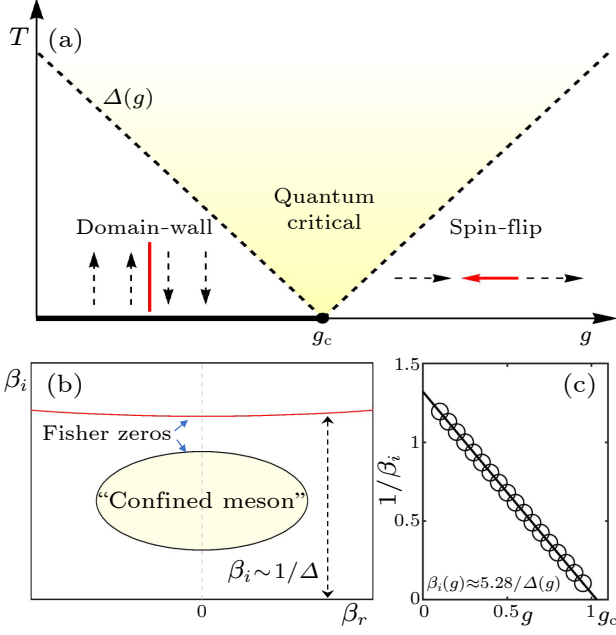 T
(a)
Δ(g)
Quantum
critical
Domain-wall
Spin-flip
g_c
g
β_i
(b)
Fisher zeros
“Confined meson”
β_i~1/Δ
0
β_r
(c)
1.5
1
0.5
0
1/β_i
β_i(g)≈5.28/Δ(g)
0
0.5
1
g
g_c